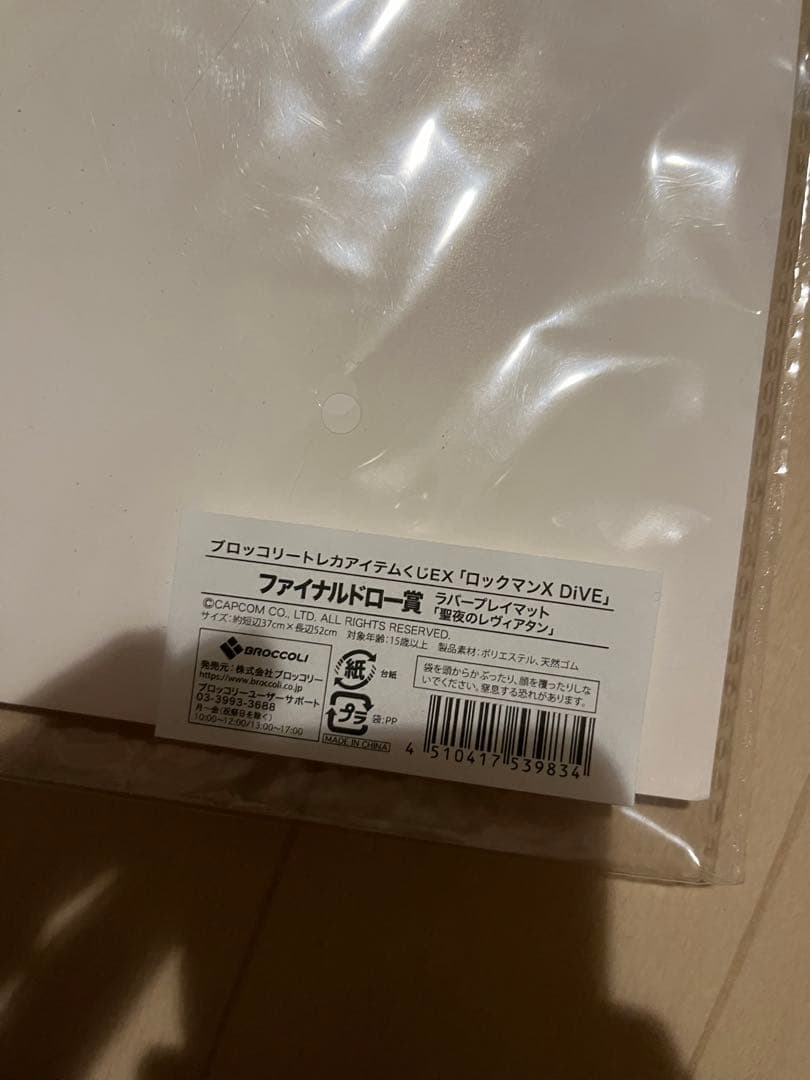 ブロッコリートレカアイテムくじEX「ロックマンX DiVE」
ファイナルドロー賞 ラバープレイマット
「聖夜のレヴィアタン」
©CAPCOM CO., LTD. ALL RIGHTS RESERVED.
サイズ:約短辺37cm×長辺52cm 対象年齢:15歳以上 製品素材:ポリエステル、天然ゴム
BROCCOLI
発売元:株式会社ブロッコリー
https://www.broccoli.co.jp
ブロッコリーユーザーサポート
03-3993-3688
月〜金(祝祭日を除く)
10:00~12:00/13:00~17:00
紙 台紙
プラ 袋:PP
MADE IN CHINA
袋を頭からかぶったり、顔を覆ったりしな
いでください。窒息する恐れがあります。
4 510417 539834